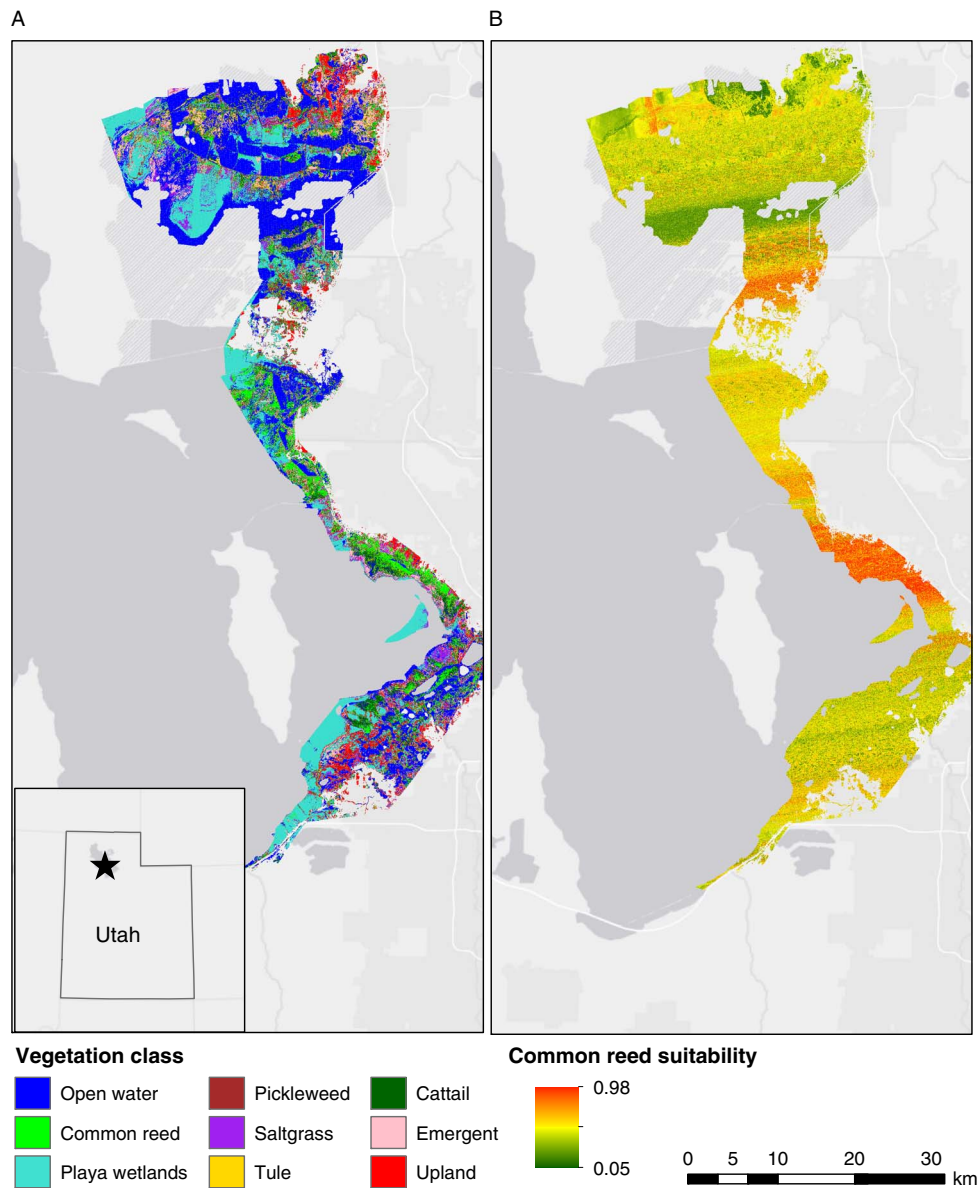 A B
Utah
Vegetation class Common reed suitability
Open water Pickleweed Cattail 0.98
Common reed Saltgrass Emergent
Playa wetlands Tule Upland 0.05
0 5 10 20 30
km